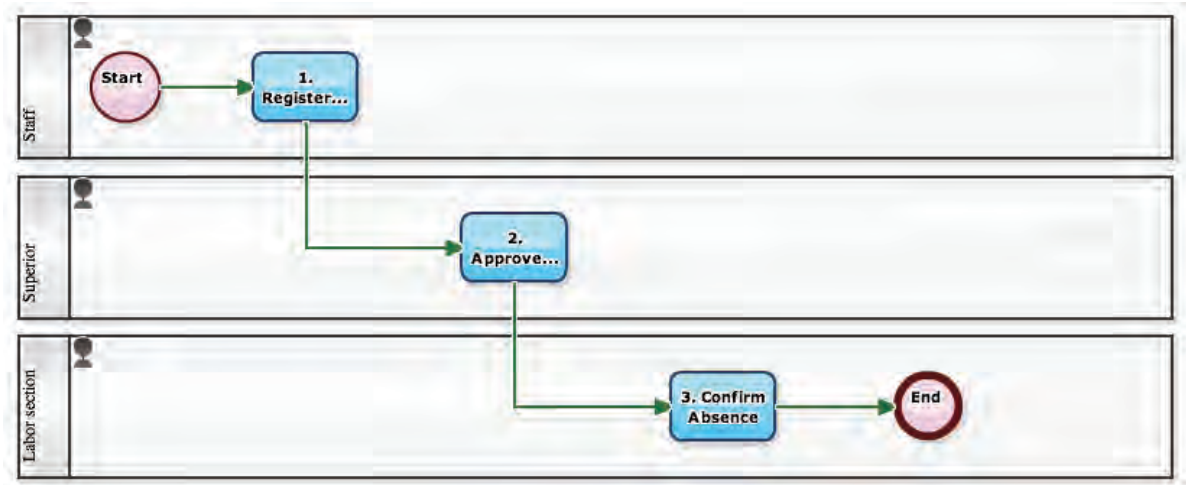 Staff
Start
1.
Register...
Superior
2.
Approve...
Labor section
3. Confirm
Absence
End